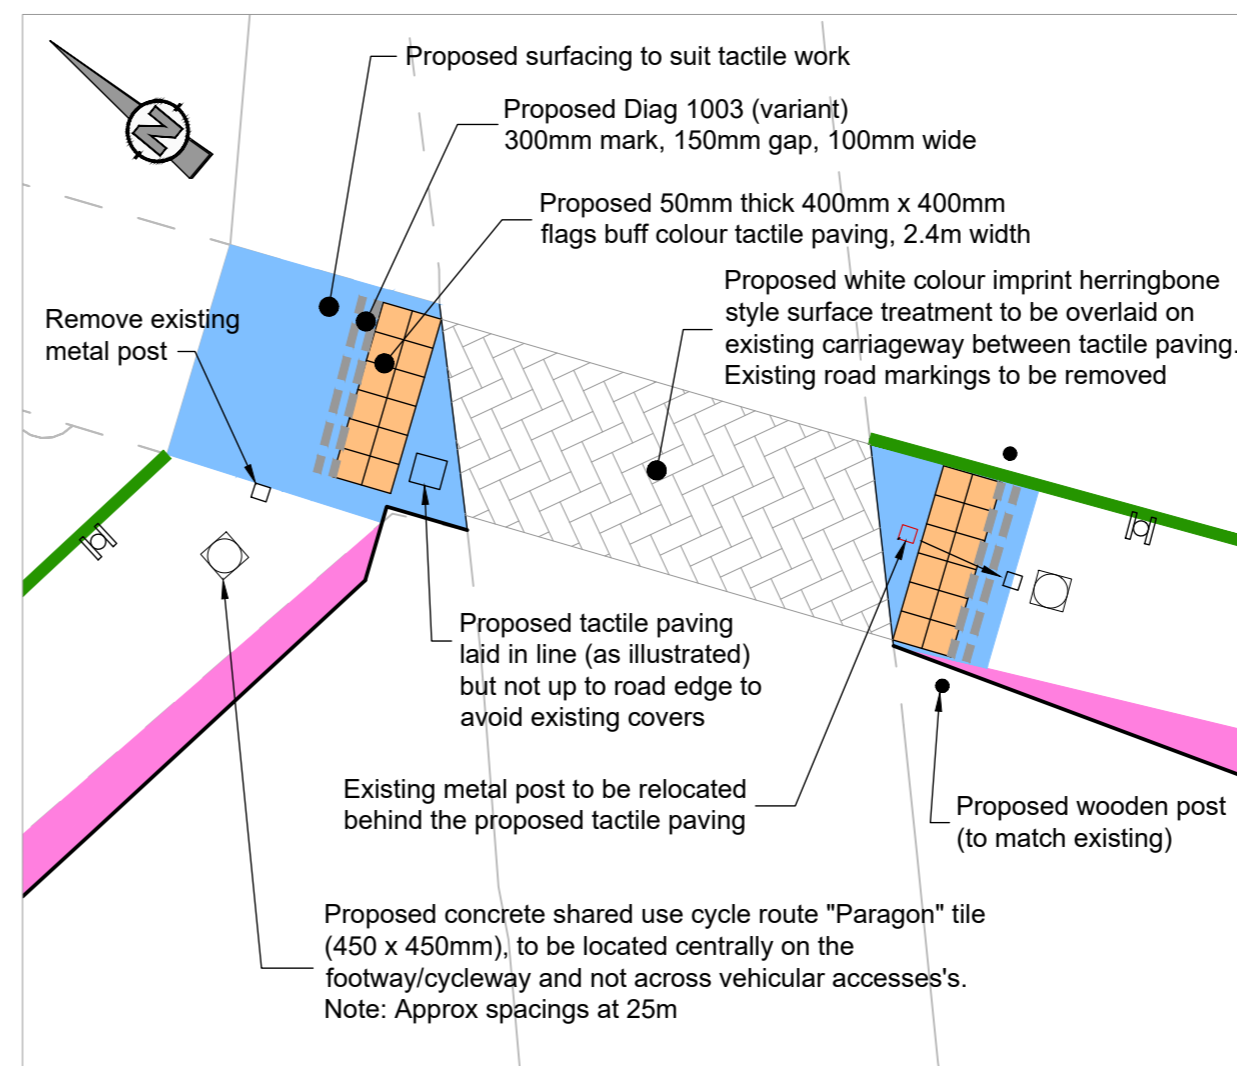 Proposed surfacing to suit tactile work
Proposed Diag 1003 (variant)
300mm mark, 150mm gap, 100mm wide
N
Proposed 50mm thick 400mm x 400mm
flags buff colour tactile paving, 2.4m width
Proposed white colour imprint herringbone
style surface treatment to be overlaid on
existing carriageway between tactile paving.
Existing road markings to be removed
Remove existing
metal post
Proposed tactile paving
laid in line (as illustrated)
but not up to road edge to
avoid existing covers
Existing metal post to be relocated
behind the proposed tactile paving
Proposed wooden post
(to match existing)
Proposed concrete shared use cycle route "Paragon" tile
(450 x 450mm), to be located centrally on the
footway/cycleway and not across vehicular accesses's.
Note: Approx spacings at 25m